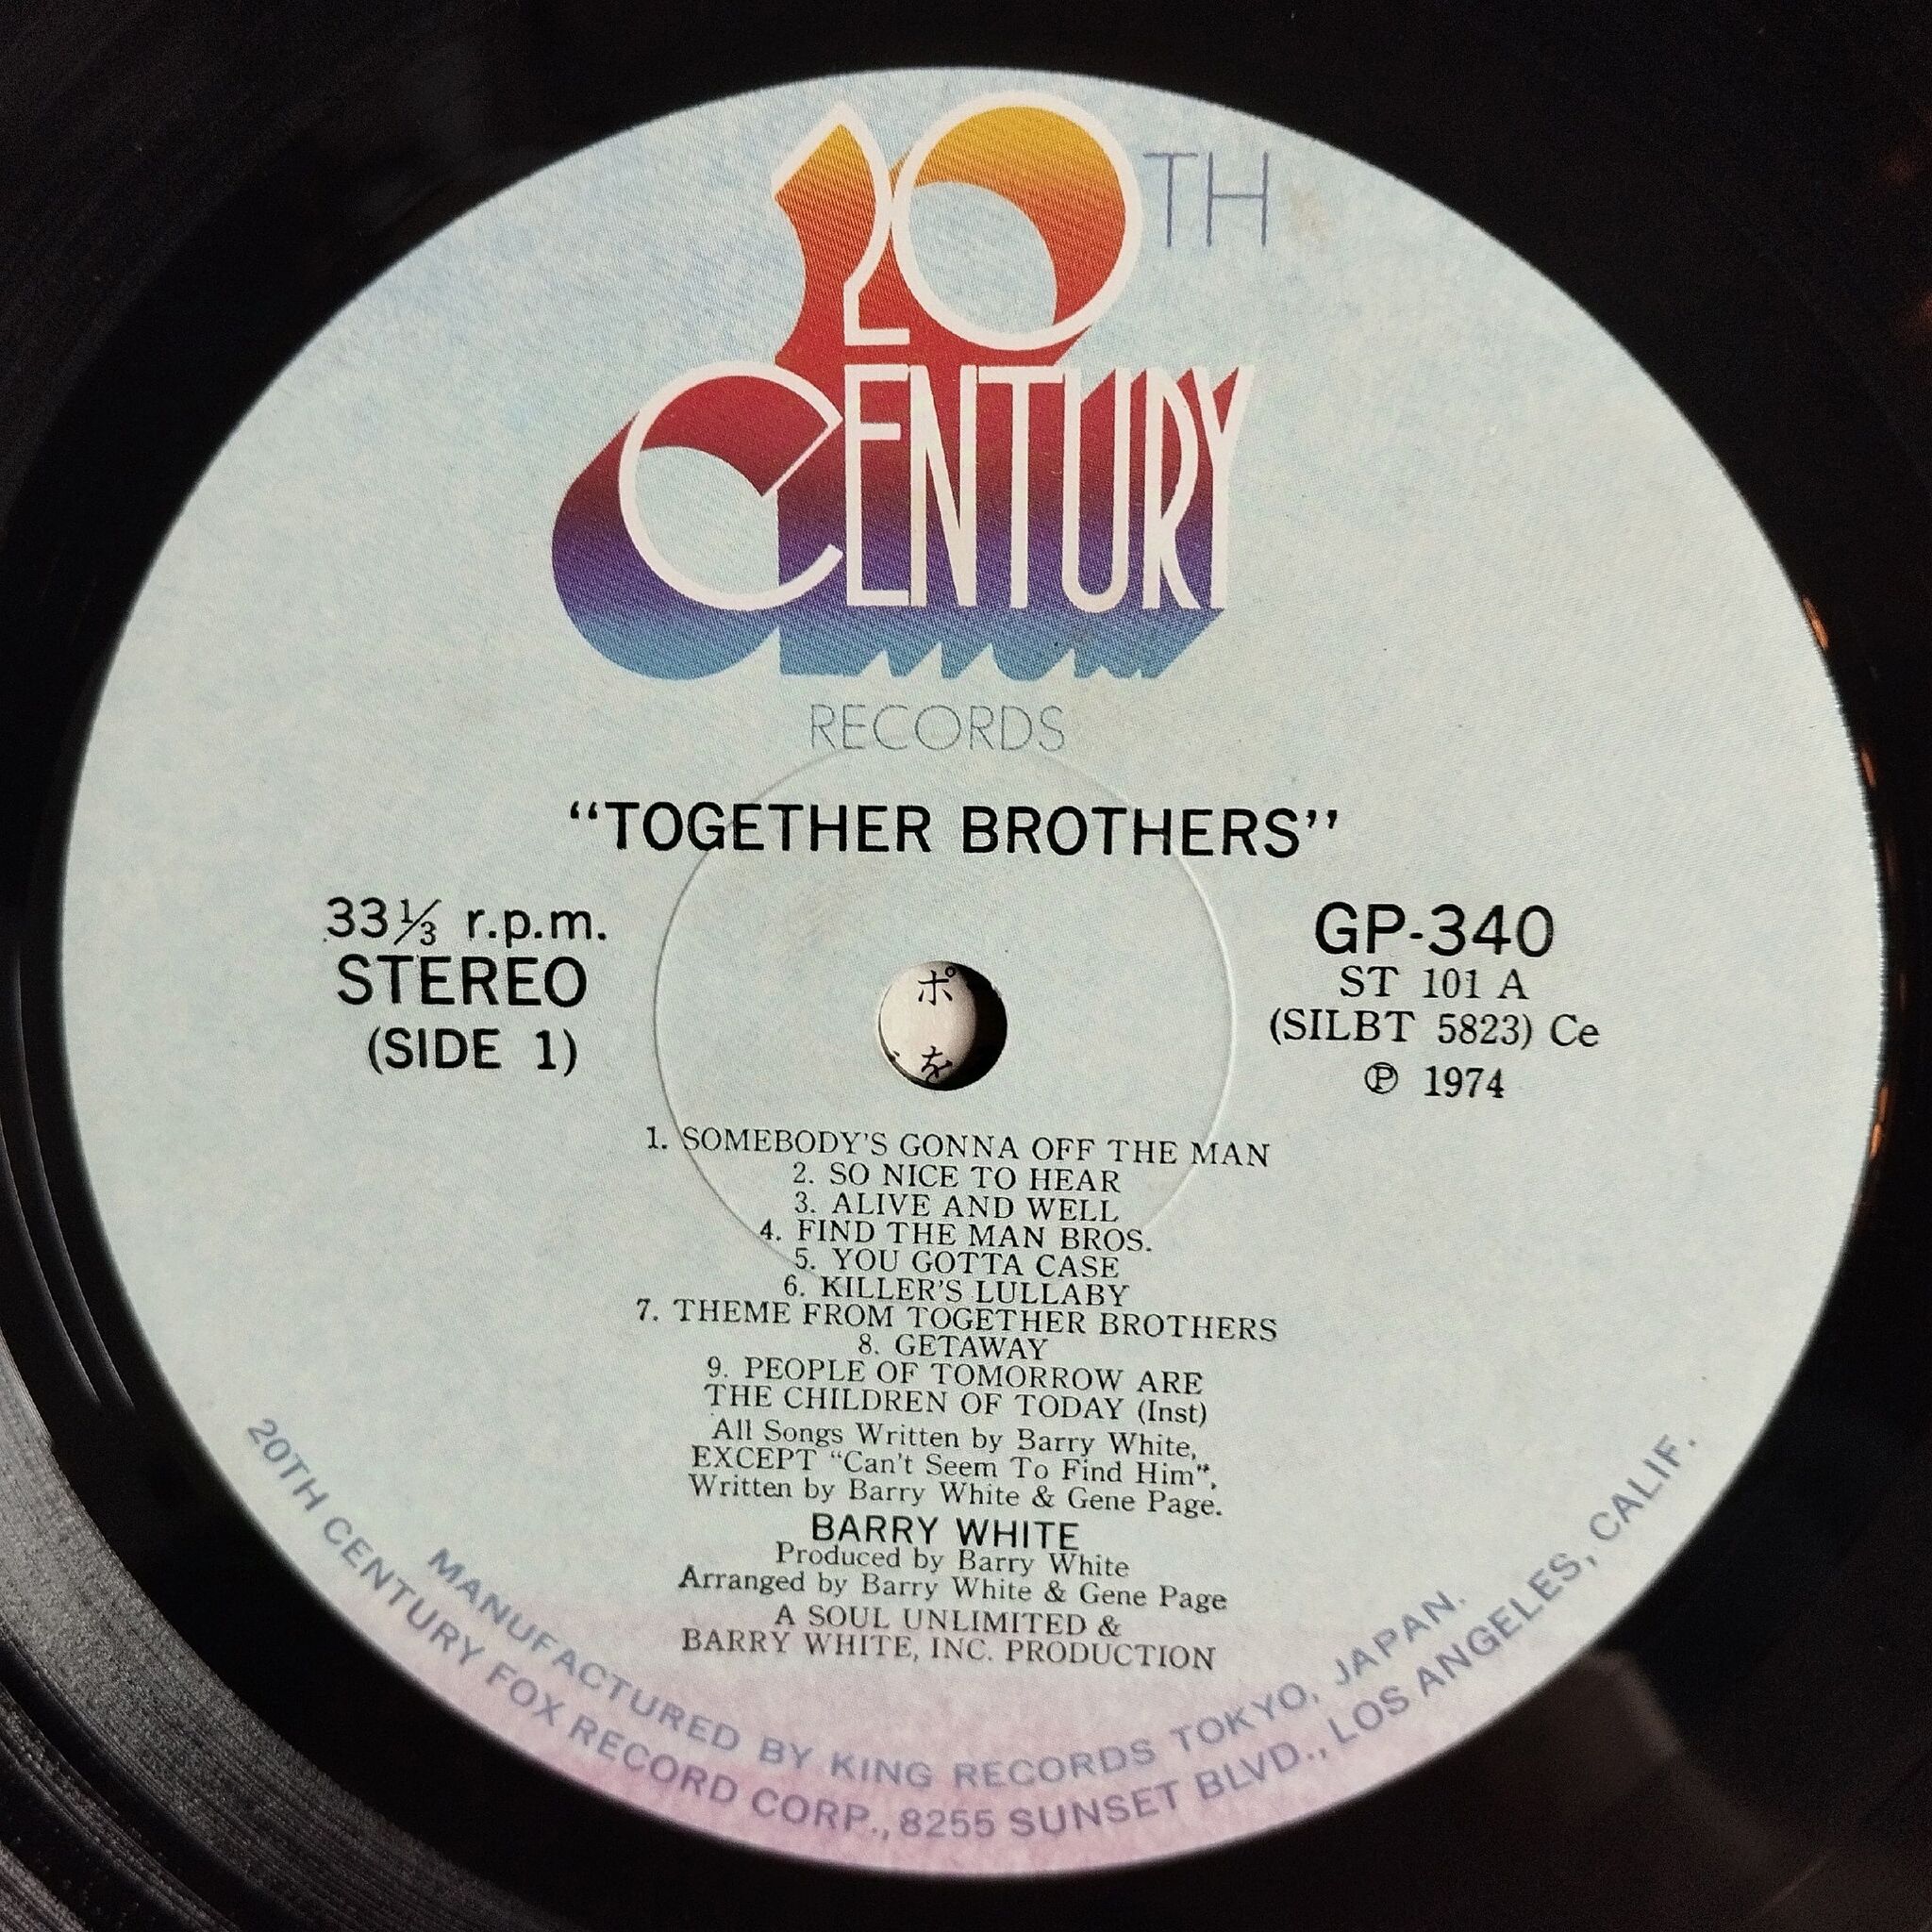 20TH
CENTURY
RECORDS
“TOGETHER BROTHERS”
33⅓ r.p.m.
STEREO
(SIDE 1)
GP-340
ST 101 A
(SILBT 5823) Ce
℗ 1974
ポ
を
1. SOMEBODY'S GONNA OFF THE MAN
2. SO NICE TO HEAR
3. ALIVE AND WELL
4. FIND THE MAN BROS.
5. YOU GOTTA CASE
6. KILLER'S LULLABY
7. THEME FROM TOGETHER BROTHERS
8. GETAWAY
9. PEOPLE OF TOMORROW ARE
THE CHILDREN OF TODAY (Inst)
All Songs Written by Barry White,
EXCEPT “Can't Seem To Find Him”,
Written by Barry White & Gene Page.
BARRY WHITE
Produced by Barry White
Arranged by Barry White & Gene Page
A SOUL UNLIMITED &
BARRY WHITE, INC. PRODUCTION
MANUFACTURED BY KING RECORDS TOKYO, JAPAN.
20TH CENTURY FOX RECORD CORP., 8255 SUNSET BLVD., LOS ANGELES, CALIF.